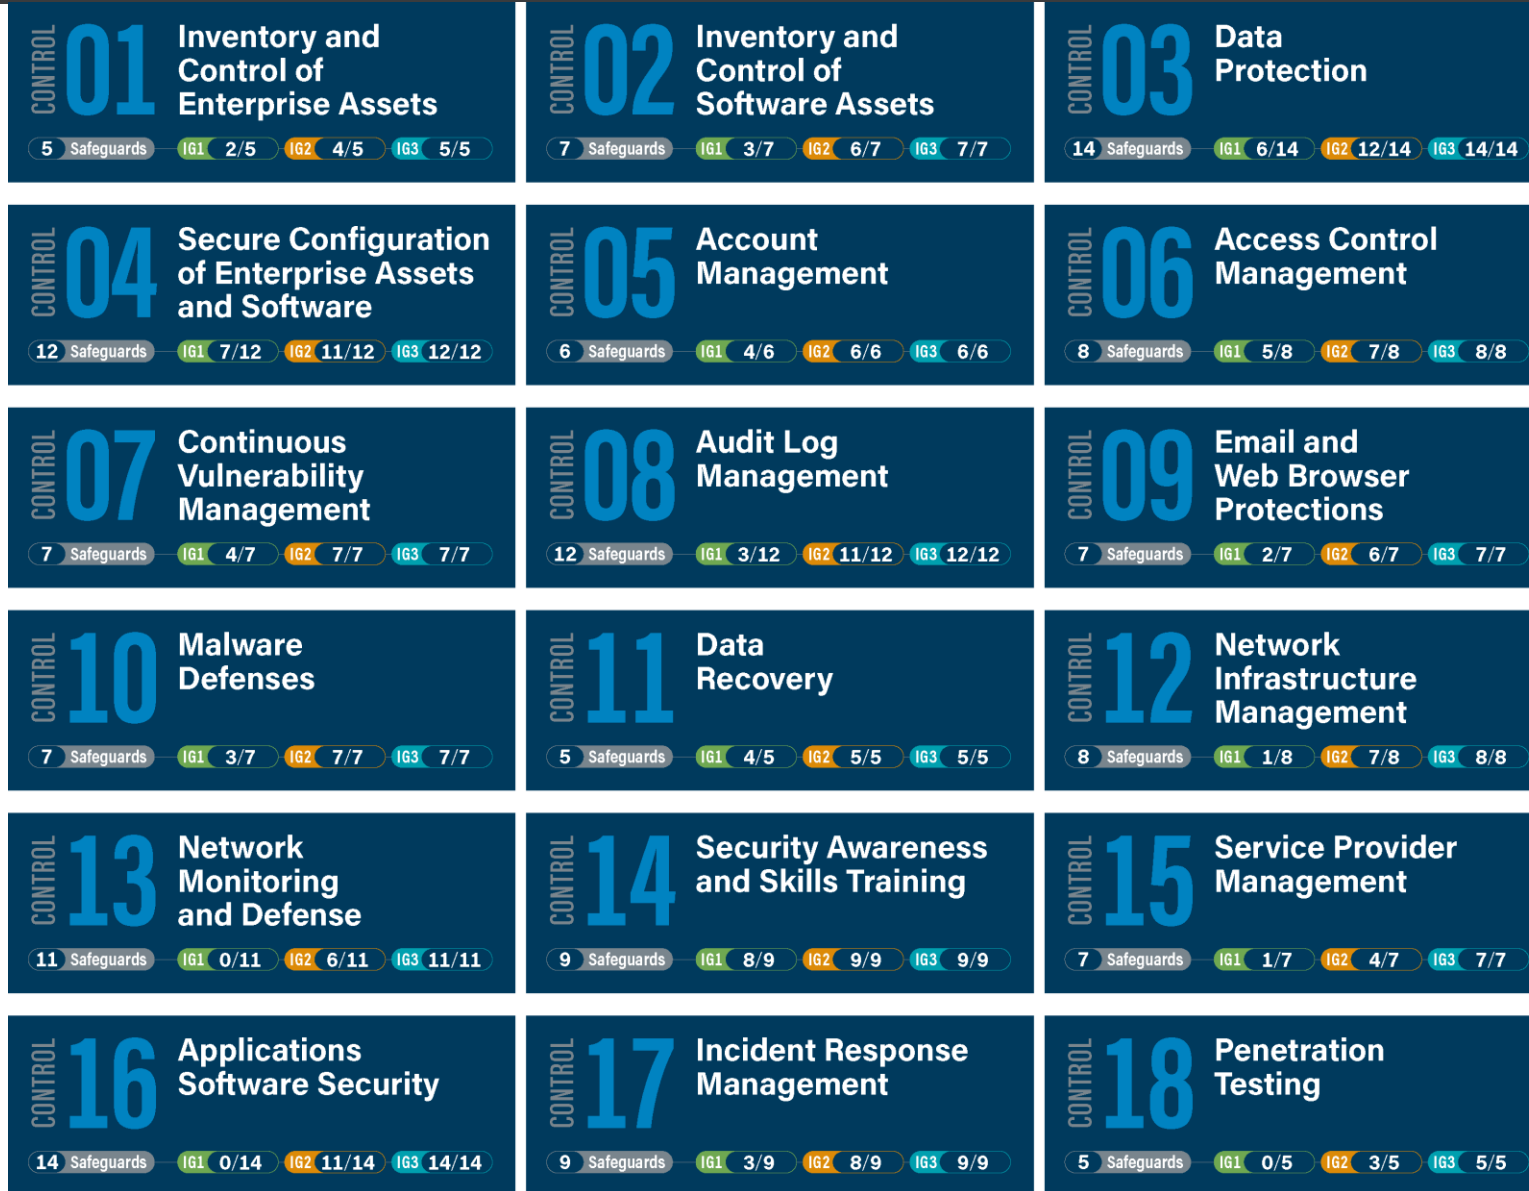 CONTROL 01 Inventory and
Control of
Enterprise Assets
5 Safeguards IG1 2/5 IG2 4/5 IG3 5/5
CONTROL 02 Inventory and
Control of
Software Assets
7 Safeguards IG1 3/7 IG2 6/7 IG3 7/7
CONTROL 03 Data
Protection
14 Safeguards IG1 6/14 IG2 12/14 IG3 14/14
CONTROL 04 Secure Configuration
of Enterprise Assets
and Software
12 Safeguards IG1 7/12 IG2 11/12 IG3 12/12
CONTROL 05 Account
Management
6 Safeguards IG1 4/6 IG2 6/6 IG3 6/6
CONTROL 06 Access Control
Management
8 Safeguards IG1 5/8 IG2 7/8 IG3 8/8
CONTROL 07 Continuous
Vulnerability
Management
7 Safeguards IG1 4/7 IG2 7/7 IG3 7/7
CONTROL 08 Audit Log
Management
12 Safeguards IG1 3/12 IG2 11/12 IG3 12/12
CONTROL 09 Email and
Web Browser
Protections
7 Safeguards IG1 2/7 IG2 6/7 IG3 7/7
CONTROL 10 Malware
Defenses
7 Safeguards IG1 3/7 IG2 7/7 IG3 7/7
CONTROL 11 Data
Recovery
5 Safeguards IG1 4/5 IG2 5/5 IG3 5/5
CONTROL 12 Network
Infrastructure
Management
8 Safeguards IG1 1/8 IG2 7/8 IG3 8/8
CONTROL 13 Network
Monitoring
and Defense
11 Safeguards IG1 0/11 IG2 6/11 IG3 11/11
CONTROL 14 Security Awareness
and Skills Training
9 Safeguards IG1 8/9 IG2 9/9 IG3 9/9
CONTROL 15 Service Provider
Management
7 Safeguards IG1 1/7 IG2 4/7 IG3 7/7
CONTROL 16 Applications
Software Security
14 Safeguards IG1 0/14 IG2 11/14 IG3 14/14
CONTROL 17 Incident Response
Management
9 Safeguards IG1 3/9 IG2 8/9 IG3 9/9
CONTROL 18 Penetration
Testing
5 Safeguards IG1 0/5 IG2 3/5 IG3 5/5